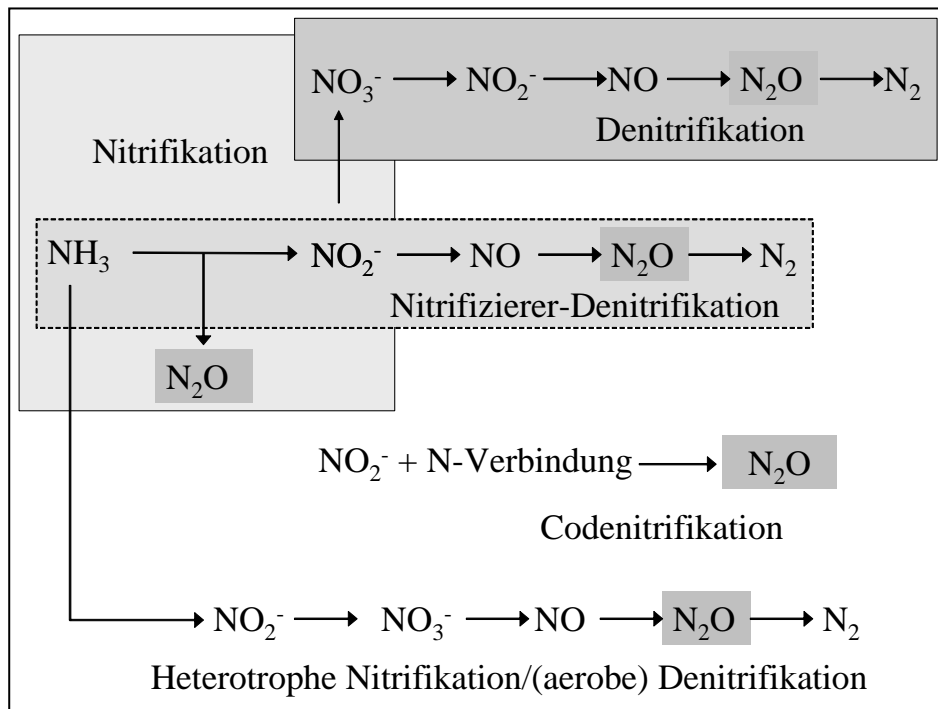 NO₃⁻ → NO₂⁻ → NO → N₂O → N₂
Denitrifikation
Nitrifikation
NH₃ → NO₂⁻ → NO → N₂O → N₂
Nitrifizierer-Denitrifikation
N₂O
NO₂⁻ + N-Verbindung → N₂O
Codenitrifikation
NO₂⁻ → NO₃⁻ → NO → N₂O → N₂
Heterotrophe Nitrifikation/(aerobe) Denitrifikation